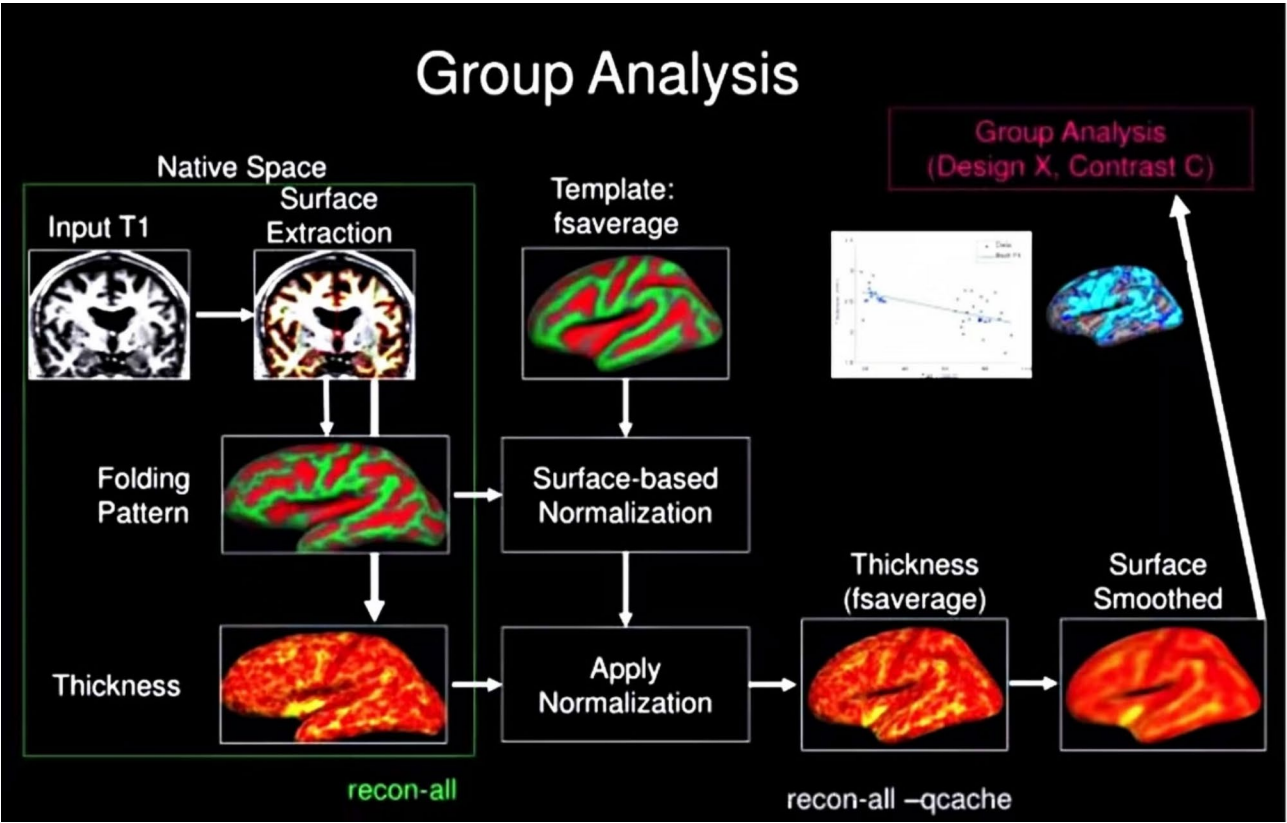 Group Analysis
Group Analysis
(Design X, Contrast C)
Native Space
Input T1
Surface
Extraction
Template:
fsaverage
Folding
Pattern
Surface-based
Normalization
Thickness
Apply
Normalization
Thickness
(fsaverage)
Surface
Smoothed
recon-all
recon-all –qcache